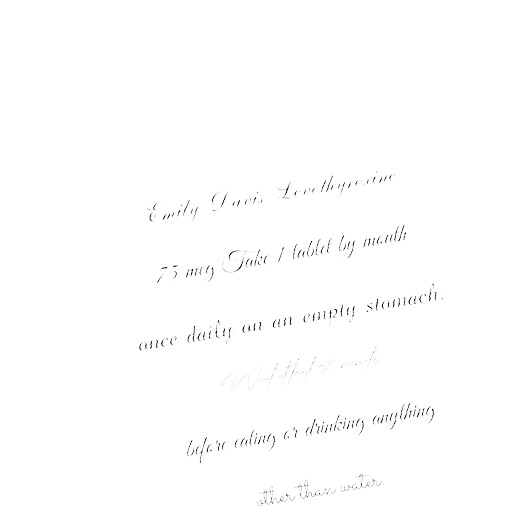 Emily Davis Levothyroxine
75 mcg Take 1 tablet by mouth
once daily on an empty stomach.
Wait minutes
before eating or drinking anything
other than water